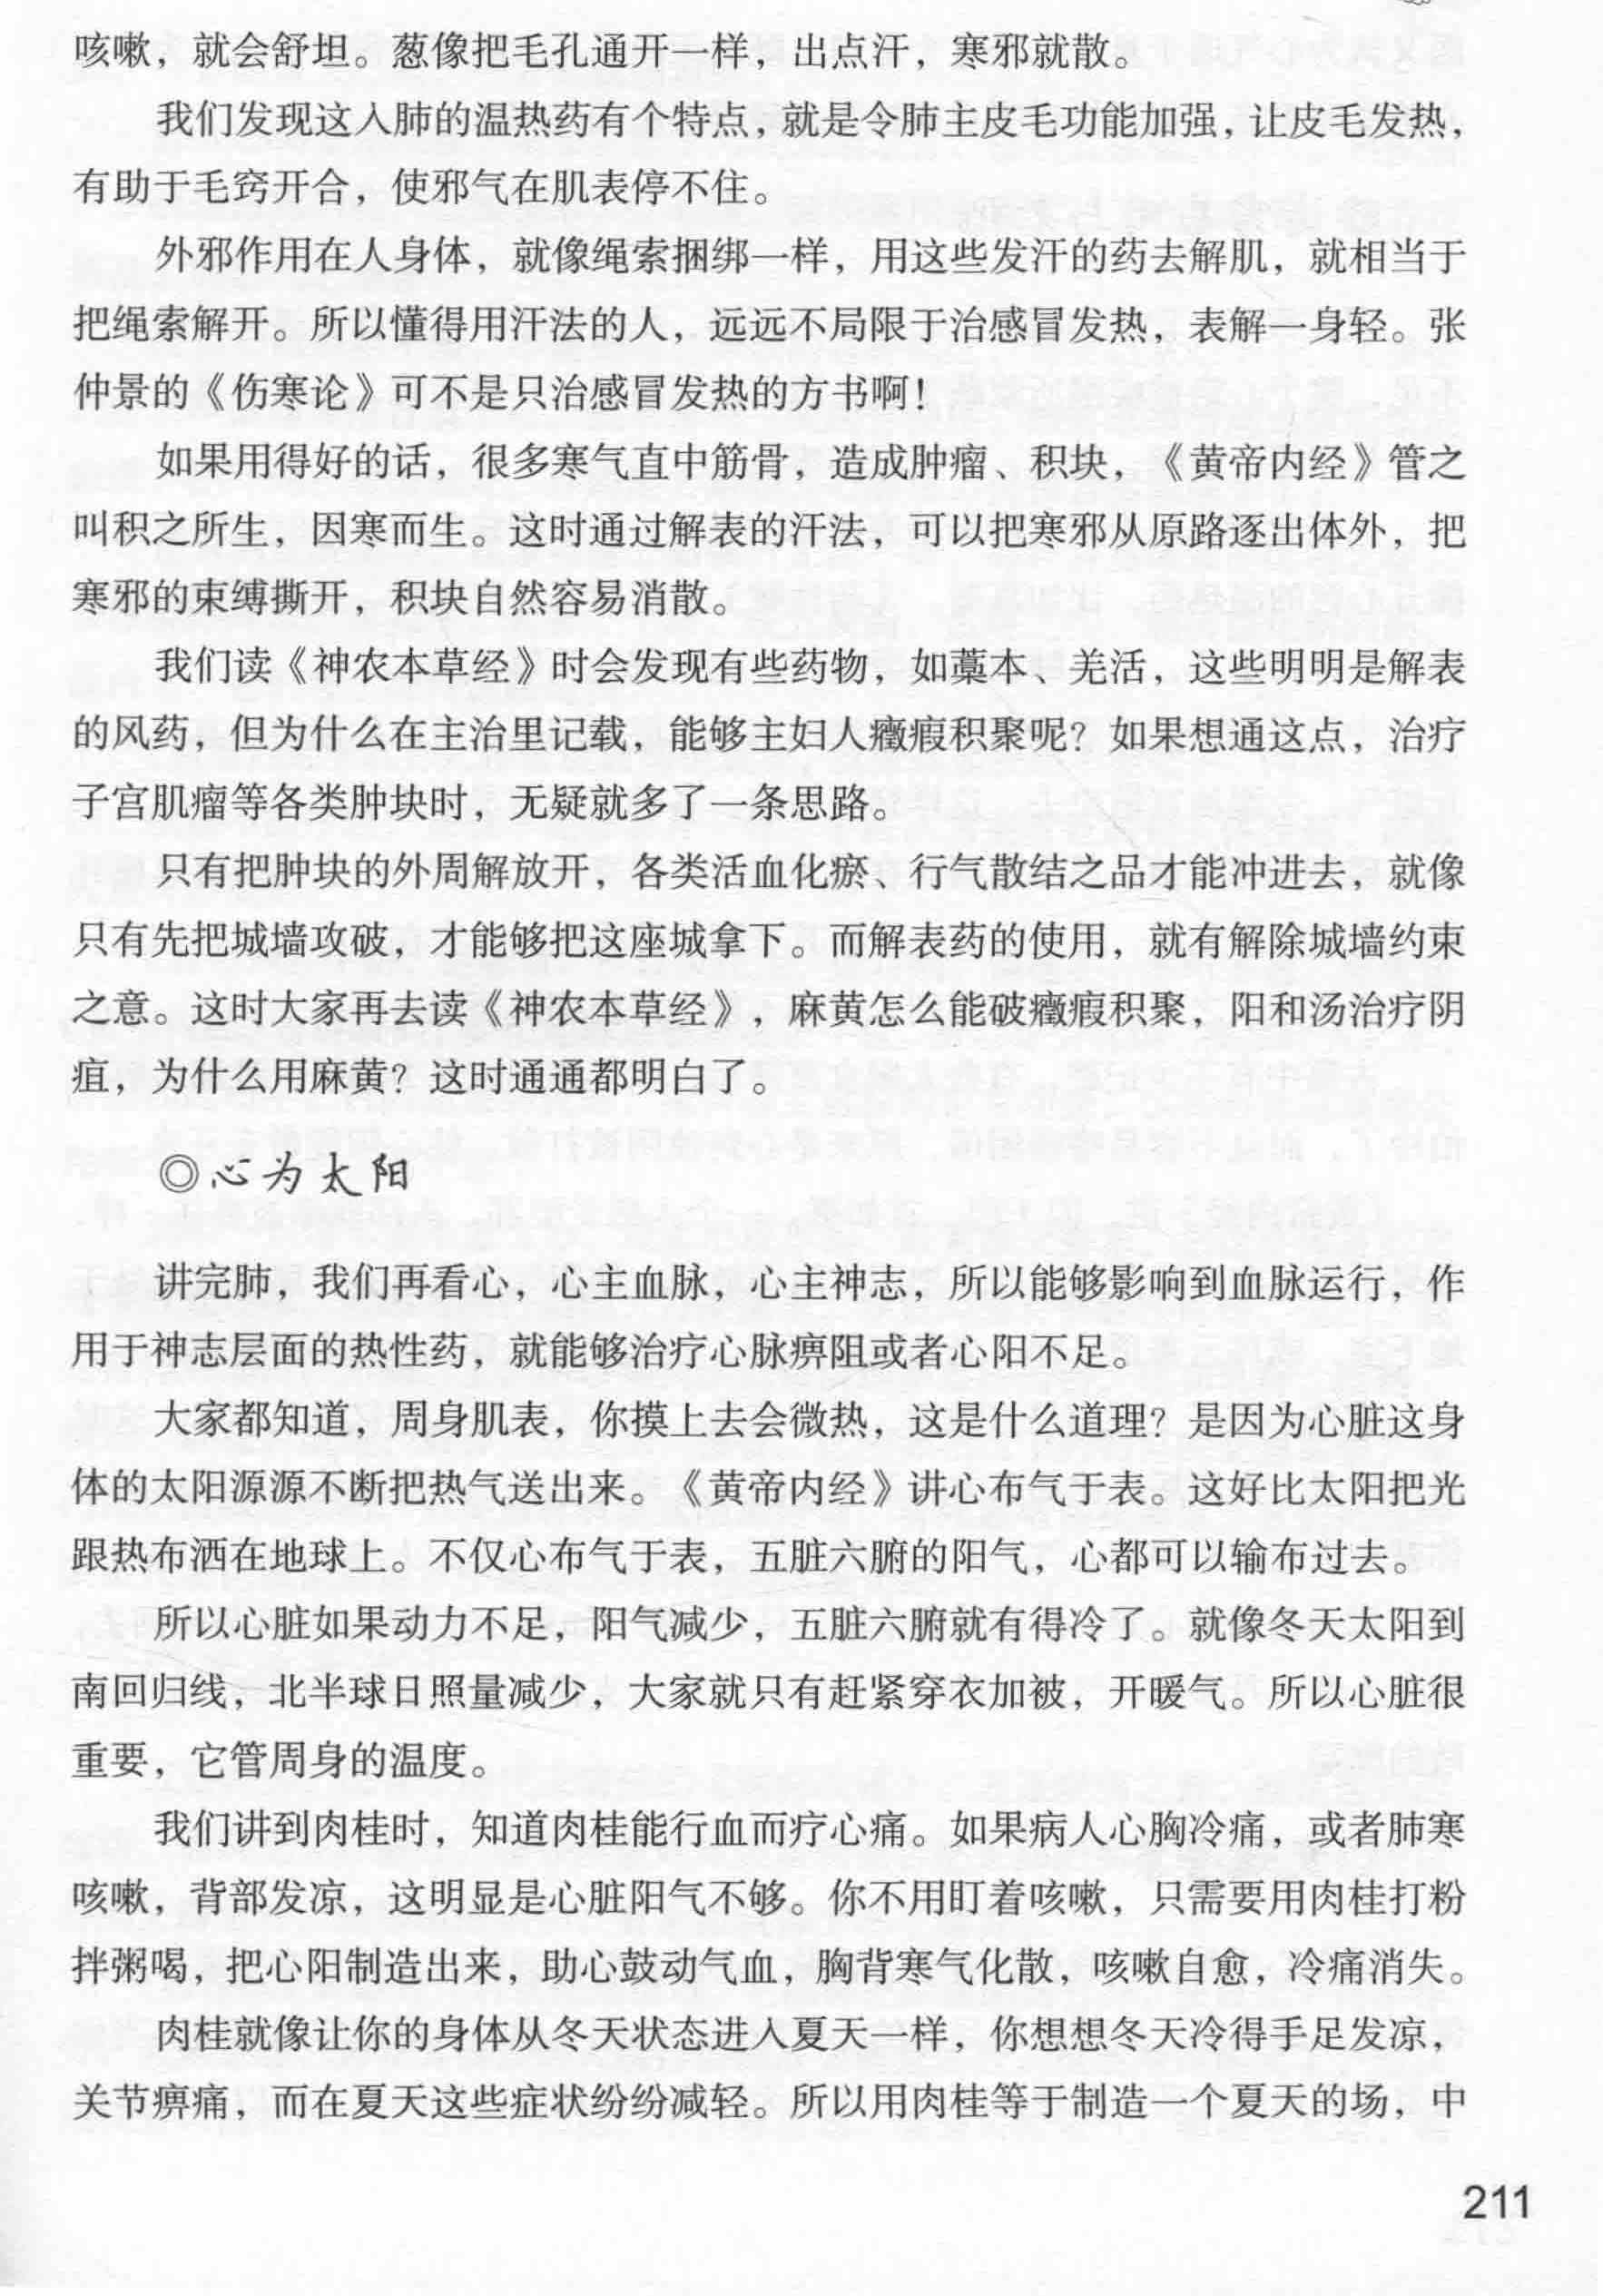 咳嗽，就会舒坦。葱像把毛孔通开一样，出点汗，寒邪就散。
我们发现这入肺的温热药有个特点，就是令肺主皮毛功能加强，让皮毛发热，
有助于毛窍开合，使邪气在肌表停不住。
外邪作用在人身体，就像绳索捆绑一样，用这些发汗的药去解肌，就相当于
把绳索解开。所以懂得用汗法的人，远远不局限于治感冒发热，表解一身轻。张
仲景的《伤寒论》可不是只治感冒发热的方书啊！
如果用得好的话，很多寒气直中筋骨，造成肿瘤、积块，《黄帝内经》管之
叫积之所生，因寒而生。这时通过解表的汗法，可以把寒邪从原路逐出体外，把
寒邪的束缚撕开，积块自然容易消散。
我们读《神农本草经》时会发现有些药物，如藁本、羌活，这些明明是解表
的风药，但为什么在主治里记载，能够主妇人癥瘕积聚呢？如果想通这点，治疗
子宫肌瘤等各类肿块时，无疑就多了一条思路。
只有把肿块的外周解放开，各类活血化瘀、行气散结之品才能冲进去，就像
只有先把城墙攻破，才能够把这座城拿下。而解表药的使用，就有解除城墙约束
之意。这时大家再去读《神农本草经》，麻黄怎么能破癥瘕积聚，阳和汤治疗阴
疽，为什么用麻黄？这时通通都明白了。
◎心为太阳
讲完肺，我们再看心，心主血脉，心主神志，所以能够影响到血脉运行，作
用于神志层面的热性药，就能够治疗心脉痹阻或者心阳不足。
大家都知道，周身肌表，你摸上去会微热，这是什么道理？是因为心脏这身
体的太阳源源不断把热气送出来。《黄帝内经》讲心布气于表。这好比太阳把光
跟热布洒在地球上。不仅心布气于表，五脏六腑的阳气，心都可以输布过去。
所以心脏如果动力不足，阳气减少，五脏六腑就有得冷了。就像冬天太阳到
南回归线，北半球日照量减少，大家就只有赶紧穿衣加被，开暖气。所以心脏很
重要，它管周身的温度。
我们讲到肉桂时，知道肉桂能行血而疗心痛。如果病人心胸冷痛，或者肺寒
咳嗽，背部发凉，这明显是心脏阳气不够。你不用盯着咳嗽，只需要用肉桂打粉
拌粥喝，把心阳制造出来，助心鼓动气血，胸背寒气化散，咳嗽自愈，冷痛消失。
肉桂就像让你的身体从冬天状态进入夏天一样，你想想冬天冷得手足发凉，
关节痹痛，而在夏天这些症状纷纷减轻。所以用肉桂等于制造一个夏天的场，中
211